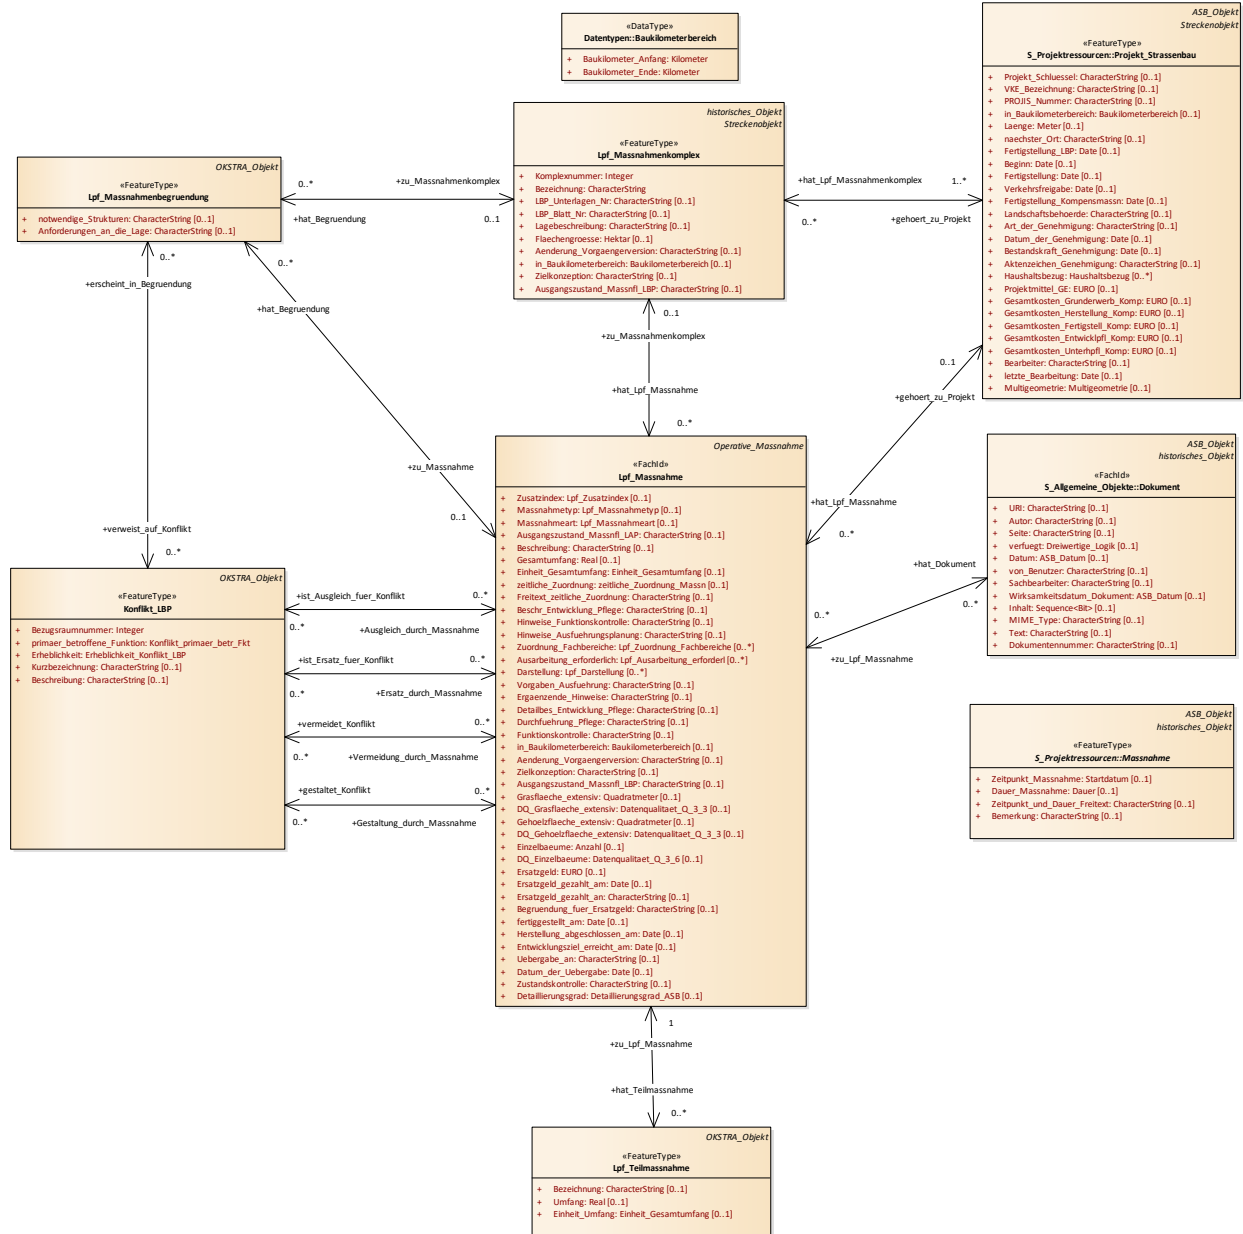 «DataType»
Datentypen::Baukilometerbereich
+ Baukilometer_Anfang: Kilometer
+ Baukilometer_Ende: Kilometer
ASB_Objekt
Streckenobjekt
«FeatureType»
S_Projektressourcen::Projekt_Strassenbau
+ Projekt_Schluessel: CharacterString [0..1]
+ VKE_Bezeichnung: CharacterString [0..1]
+ PROJIS_Nummer: CharacterString [0..1]
+ in_Baukilometerbereich: Baukilometerbereich [0..1]
+ Laenge: Meter [0..1]
+ naechster_Ort: CharacterString [0..1]
+ Fertigstellung_LBP: Date [0..1]
+ Beginn: Date [0..1]
+ Fertigstellung: Date [0..1]
+ Verkehrsfreigabe: Date [0..1]
+ Fertigstellung_Kompensmassn: Date [0..1]
+ Landschaftsbehoerde: CharacterString [0..1]
+ Art_der_Genehmigung: CharacterString [0..1]
+ Datum_der_Genehmigung: Date [0..1]
+ Bestandskraft_Genehmigung: Date [0..1]
+ Aktenzeichen_Genehmigung: CharacterString [0..1]
+ Haushaltsbezug: Haushaltsbezug [0..*]
+ Projektmittel_GE: EURO [0..1]
+ Gesamtkosten_Grunderwerb_Komp: EURO [0..1]
+ Gesamtkosten_Herstellung_Komp: EURO [0..1]
+ Gesamtkosten_Fertigstell_Komp: EURO [0..1]
+ Gesamtkosten_Entwicklpfl_Komp: EURO [0..1]
+ Gesamtkosten_Unterhpfl_Komp: EURO [0..1]
+ Bearbeiter: CharacterString [0..1]
+ letzte_Bearbeitung: Date [0..1]
+ Multigeometrie: Multigeometrie [0..1]
historisches_Objekt
Streckenobjekt
«FeatureType»
Lpf_Massnahmenkomplex
+ Komplexnummer: Integer
+ Bezeichnung: CharacterString
+ LBP_Unterlagen_Nr: CharacterString [0..1]
+ LBP_Blatt_Nr: CharacterString [0..1]
+ Lagebeschreibung: CharacterString [0..1]
+ Flaechengroesse: Hektar [0..1]
+ Aenderung_Vorgaengerversion: CharacterString [0..1]
+ in_Baukilometerbereich: Baukilometerbereich [0..1]
+ Zielkonzeption: CharacterString [0..1]
+ Ausgangszustand_Massnfl_LBP: CharacterString [0..1]
OKSTRA_Objekt
«FeatureType»
Lpf_Massnahmenbegruendung
+ notwendige_Strukturen: CharacterString [0..1]
+ Anforderungen_an_die_Lage: CharacterString [0..1]
0..*
+zu_Massnahmenkomplex
+hat_Begruendung
0..1
+hat_Lpf_Massnahmenkomplex
1..*
0..*
+gehoert_zu_Projekt
0..*
+erscheint_in_Begruendung
0..*
+hat_Begruendung
0..1
+zu_Massnahmenkomplex
+hat_Lpf_Massnahme
0..*
0..1
+gehoert_zu_Projekt
+zu_Massnahme
0..1
+hat_Lpf_Massnahme
0..*
+verweist_auf_Konflikt
0..*
Operative_Massnahme
«FachId»
Lpf_Massnahme
+ Zusatzindex: Lpf_Zusatzindex [0..1]
+ Massnahmetyp: Lpf_Massnahmetyp [0..1]
+ Massnahmeart: Lpf_Massnahmeart [0..1]
+ Ausgangszustand_Massnfl_LAP: CharacterString [0..1]
+ Beschreibung: CharacterString [0..1]
+ Gesamtumfang: Real [0..1]
+ Einheit_Gesamtumfang: Einheit_Gesamtumfang [0..1]
+ zeitliche_Zuordnung: zeitliche_Zuordnung_Massn [0..1]
+ Freitext_zeitliche_Zuordnung: CharacterString [0..1]
+ Beschr_Entwicklung_Pflege: CharacterString [0..1]
+ Hinweise_Funktionskontrolle: CharacterString [0..1]
+ Hinweise_Ausfuehrungsplanung: CharacterString [0..1]
+ Zuordnung_Fachbereiche: Lpf_Zuordnung_Fachbereiche [0..*]
+ Ausarbeitung_erforderlich: Lpf_Ausarbeitung_erforderl [0..*]
+ Darstellung: Lpf_Darstellung [0..*]
+ Vorgaben_Ausfuehrung: CharacterString [0..1]
+ Ergaenzende_Hinweise: CharacterString [0..1]
+ Detailbes_Entwicklung_Pflege: CharacterString [0..1]
+ Durchfuehrung_Pflege: CharacterString [0..1]
+ Funktionskontrolle: CharacterString [0..1]
+ in_Baukilometerbereich: Baukilometerbereich [0..1]
+ Aenderung_Vorgaengerversion: CharacterString [0..1]
+ Zielkonzeption: CharacterString [0..1]
+ Ausgangszustand_Massnfl_LBP: CharacterString [0..1]
+ Grasflaeche_extensiv: Quadratmeter [0..1]
+ DQ_Grasflaeche_extensiv: Datenqualitaet_Q_3_3 [0..1]
+ Gehoelzflaeche_extensiv: Quadratmeter [0..1]
+ DQ_Gehoelzflaeche_extensiv: Datenqualitaet_Q_3_3 [0..1]
+ Einzelbaeume: Anzahl [0..1]
+ DQ_Einzelbaeume: Datenqualitaet_Q_3_6 [0..1]
+ Ersatzgeld: EURO [0..1]
+ Ersatzgeld_gezahlt_am: Date [0..1]
+ Ersatzgeld_gezahlt_an: CharacterString [0..1]
+ Begruendung_fuer_Ersatzgeld: CharacterString [0..1]
+ fertiggestellt_am: Date [0..1]
+ Herstellung_abgeschlossen_am: Date [0..1]
+ Entwicklungsziel_erreicht_am: Date [0..1]
+ Uebergabe_an: CharacterString [0..1]
+ Datum_der_Uebergabe: Date [0..1]
+ Zustandskontrolle: CharacterString [0..1]
+ Detaillierungsgrad: Detaillierungsgrad_ASB [0..1]
ASB_Objekt
historisches_Objekt
«FachId»
S_Allgemeine_Objekte::Dokument
+ URI: CharacterString [0..1]
+ Autor: CharacterString [0..1]
+ Seite: CharacterString [0..1]
+ verfuegt: Dreiwertige_Logik [0..1]
+ Datum: ASB_Datum [0..1]
+ von_Benutzer: CharacterString [0..1]
+ Sachbearbeiter: CharacterString [0..1]
+ Wirksamkeitsdatum_Dokument: ASB_Datum [0..1]
+ Inhalt: Sequence<Bit> [0..1]
+ MIME_Type: CharacterString [0..1]
+ Text: CharacterString [0..1]
+ Dokumentennummer: CharacterString [0..1]
+hat_Dokument
0..*
0..*
+zu_Lpf_Massnahme
OKSTRA_Objekt
«FeatureType»
Konflikt_LBP
+ Bezugsraumnummer: Integer
+ primaer_betroffene_Funktion: Konflikt_primaer_betr_Fkt
+ Erheblichkeit: Erheblichkeit_Konflikt_LBP
+ Kurzbezeichnung: CharacterString [0..1]
+ Beschreibung: CharacterString [0..1]
+ist_Ausgleich_fuer_Konflikt
0..*
0..*
+Ausgleich_durch_Massnahme
+ist_Ersatz_fuer_Konflikt
0..*
0..*
+Ersatz_durch_Massnahme
+vermeidet_Konflikt
0..*
0..*
+Vermeidung_durch_Massnahme
+gestaltet_Konflikt
0..*
0..*
+Gestaltung_durch_Massnahme
ASB_Objekt
historisches_Objekt
«FeatureType»
S_Projektressourcen::Massnahme
+ Zeitpunkt_Massnahme: Startdatum [0..1]
+ Dauer_Massnahme: Dauer [0..1]
+ Zeitpunkt_und_Dauer_Freitext: CharacterString [0..1]
+ Bemerkung: CharacterString [0..1]
1
+zu_Lpf_Massnahme
+hat_Teilmassnahme
0..*
OKSTRA_Objekt
«FeatureType»
Lpf_Teilmassnahme
+ Bezeichnung: CharacterString [0..1]
+ Umfang: Real [0..1]
+ Einheit_Umfang: Einheit_Gesamtumfang [0..1]